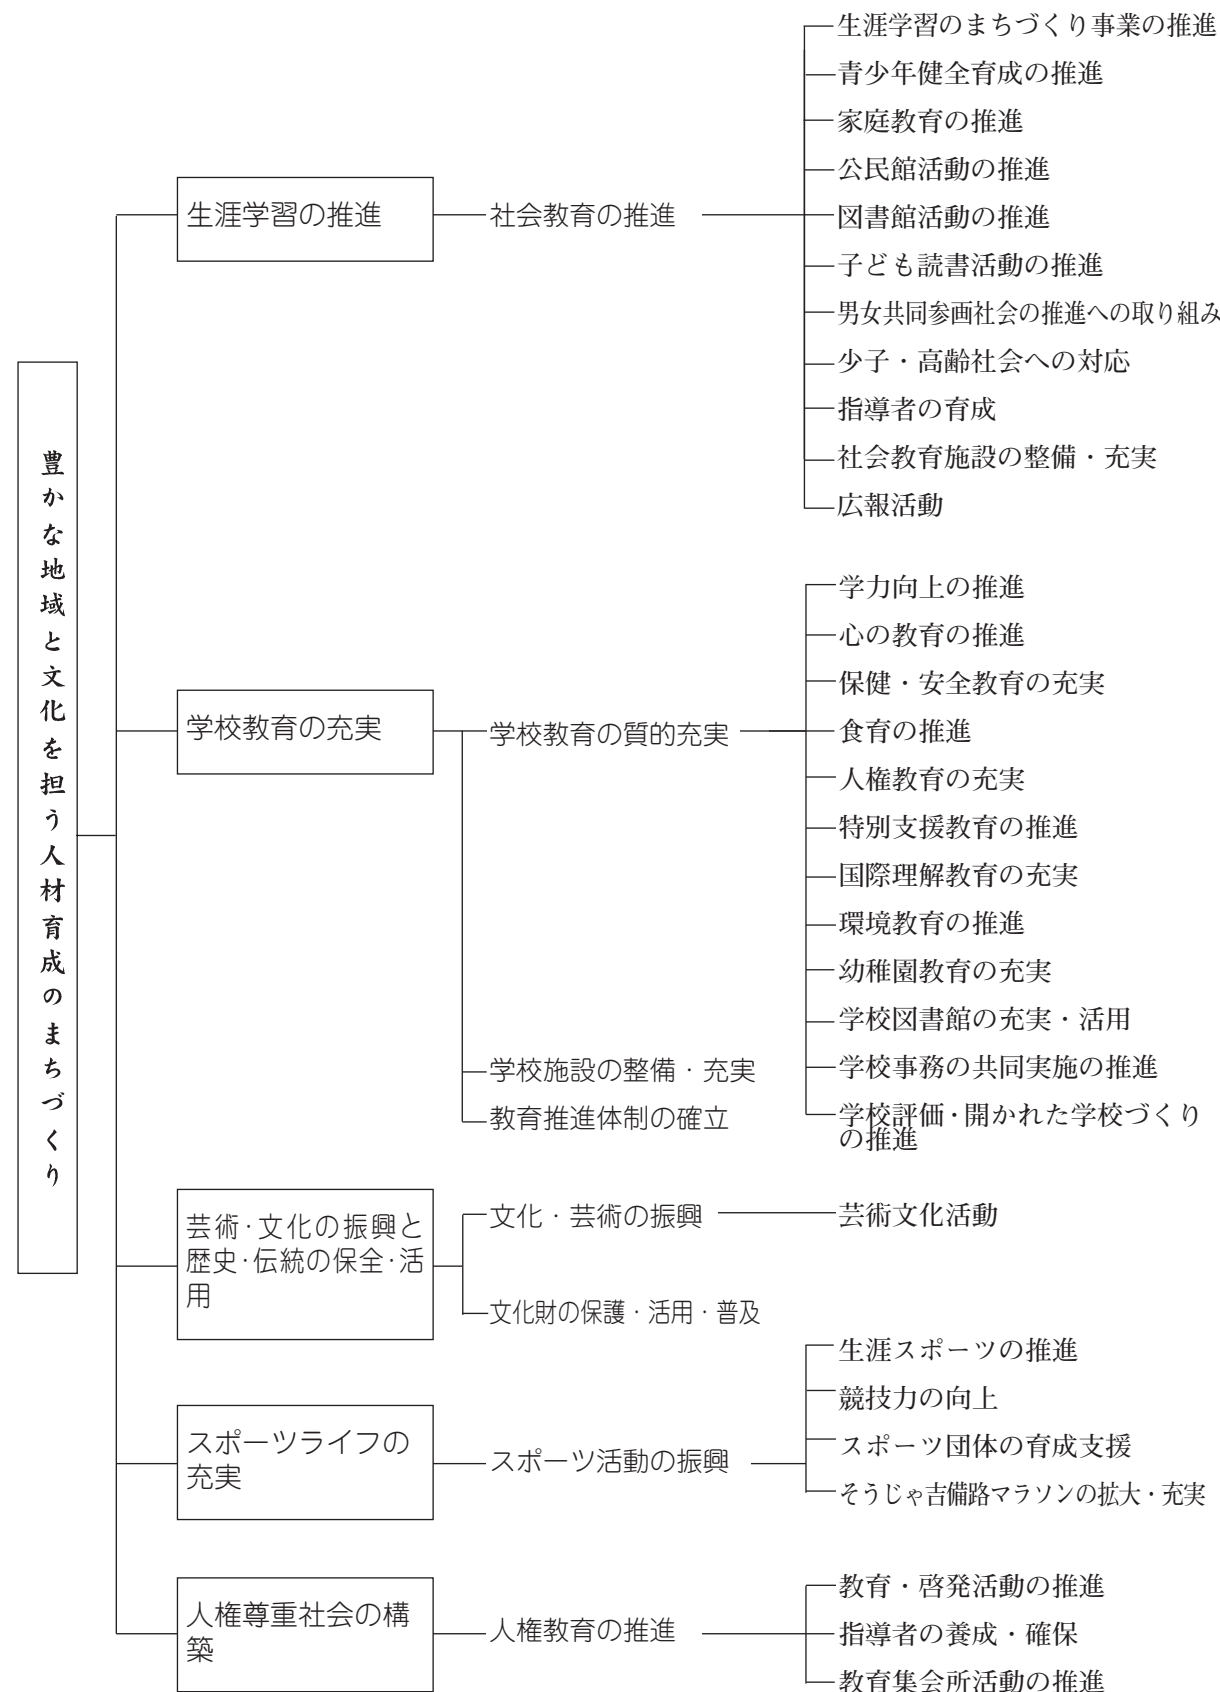 豊かな地域と文化を担う人材育成のまちづくり
生涯学習の推進
社会教育の推進
生涯学習のまちづくり事業の推進
青少年健全育成の推進
家庭教育の推進
公民館活動の推進
図書館活動の推進
子ども読書活動の推進
男女共同参画社会の推進への取り組み
少子・高齢社会への対応
指導者の育成
社会教育施設の整備・充実
広報活動
学校教育の充実
学校教育の質的充実
学力向上の推進
心の教育の推進
保健・安全教育の充実
食育の推進
人権教育の充実
特別支援教育の推進
国際理解教育の充実
環境教育の推進
幼稚園教育の充実
学校図書館の充実・活用
学校事務の共同実施の推進
学校評価・開かれた学校づくり
の推進
学校施設の整備・充実
教育推進体制の確立
芸術・文化の振興と
歴史・伝統の保全・活
用
文化・芸術の振興
芸術文化活動
文化財の保護・活用・普及
スポーツライフの
充実
スポーツ活動の振興
生涯スポーツの推進
競技力の向上
スポーツ団体の育成支援
そうじゃ吉備路マラソンの拡大・充実
人権尊重社会の構
築
人権教育の推進
教育・啓発活動の推進
指導者の養成・確保
教育集会所活動の推進